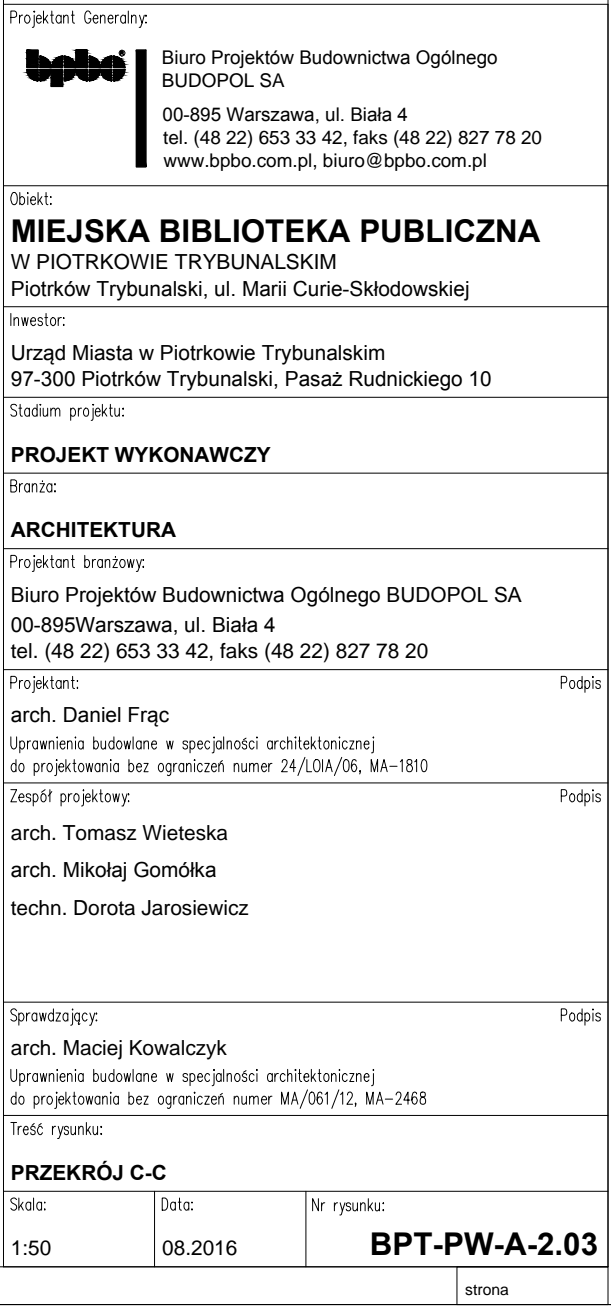 Projektant Generalny:
bpbo®
Biuro Projektów Budownictwa Ogólnego
BUDOPOL SA
00-895 Warszawa, ul. Biała 4
tel. (48 22) 653 33 42, faks (48 22) 827 78 20
www.bpbo.com.pl, biuro@bpbo.com.pl
Obiekt:
MIEJSKA BIBLIOTEKA PUBLICZNA
W PIOTRKOWIE TRYBUNALSKIM
Piotrków Trybunalski, ul. Marii Curie-Skłodowskiej
Inwestor:
Urząd Miasta w Piotrkowie Trybunalskim
97-300 Piotrków Trybunalski, Pasaż Rudnickiego 10
Stadium projektu:
PROJEKT WYKONAWCZY
Branża:
ARCHITEKTURA
Projektant branżowy:
Biuro Projektów Budownictwa Ogólnego BUDOPOL SA
00-895Warszawa, ul. Biała 4
tel. (48 22) 653 33 42, faks (48 22) 827 78 20
Projektant: Podpis
arch. Daniel Frąc
Uprawnienia budowlane w specjalności architektonicznej
do projektowania bez ograniczeń numer 24/LOIA/06, MA-1810
Zespół projektowy: Podpis
arch. Tomasz Wieteska
arch. Mikołaj Gomółka
techn. Dorota Jarosiewicz
Sprawdzający: Podpis
arch. Maciej Kowalczyk
Uprawnienia budowlane w specjalności architektonicznej
do projektowania bez ograniczeń numer MA/061/12, MA-2468
Treść rysunku:
PRZEKRÓJ C-C
Skala: Data: Nr rysunku:
1:50 08.2016 BPT-PW-A-2.03
strona